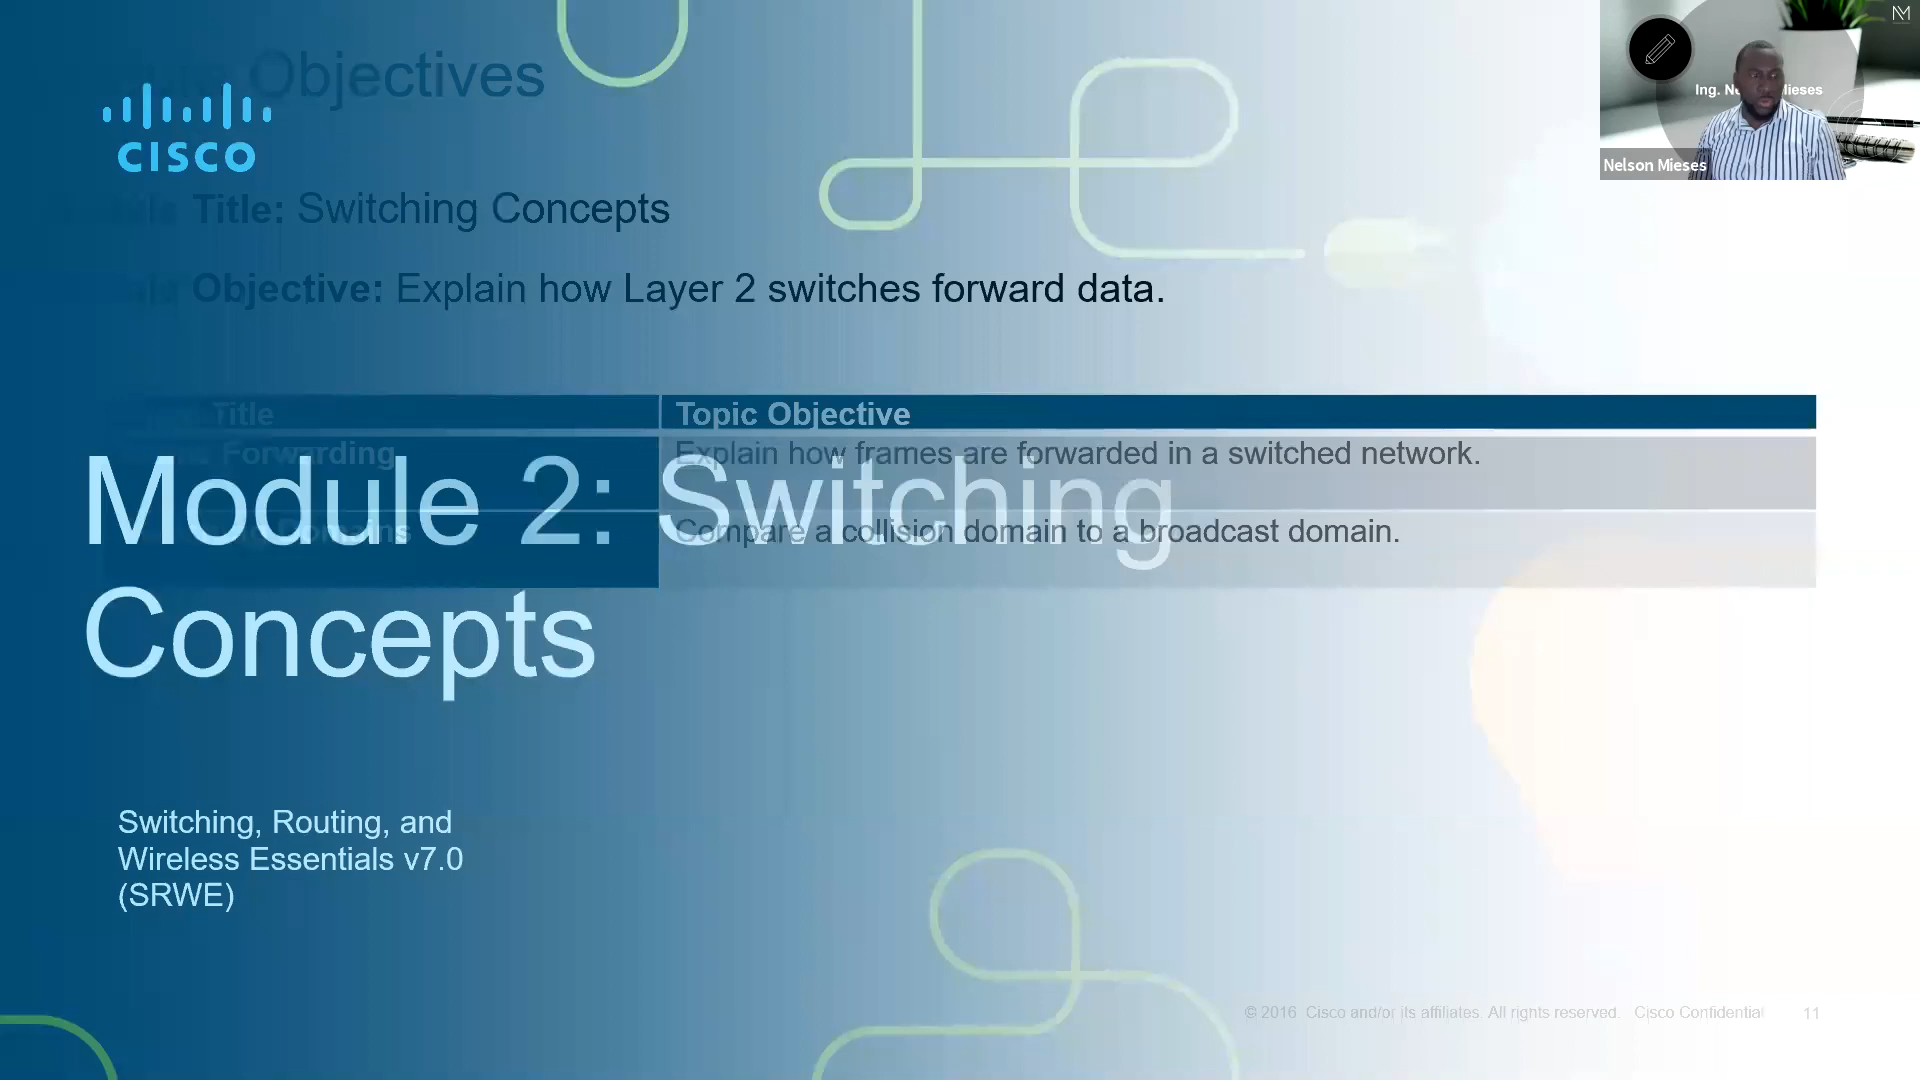 Objectives
CISCO
Title: Switching Concepts
Objective: Explain how Layer 2 switches forward data.
Title
Topic Objective
Forwarding
Explain how frames are forwarded in a switched network.
Domains
Compare a collision domain to a broadcast domain.
Module 2: Switching
Concepts
Switching, Routing, and
Wireless Essentials v7.0
(SRWE)
Ing.
Nelson Mieses
© 2016 Cisco and/or its affiliates. All rights reserved. Cisco Confidential
11